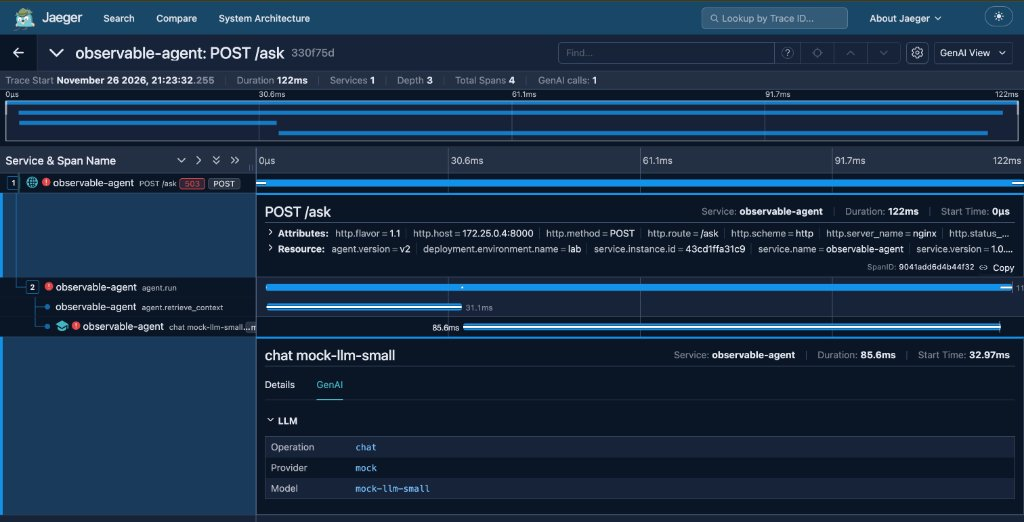 Jaeger Search Compare System Architecture Lookup by Trace ID... About Jaeger
observable-agent: POST /ask 330f75d Find... GenAI View
Trace Start November 26 2026, 21:23:32.255 Duration 122ms Services 1 Depth 3 Total Spans 4 GenAI calls: 1
0μs 30.6ms 61.1ms 91.7ms 122ms
Service & Span Name 0μs 30.6ms 61.1ms 91.7ms 122ms
1 observable-agent POST /ask 503 POST
POST /ask Service: observable-agent Duration: 122ms Start Time: 0μs
Attributes: http.flavor = 1.1 http.host = 172.25.0.4:8000 http.method = POST http.route = /ask http.scheme = http http.server_name = nginx http.status_...
Resource: agent.version = v2 deployment.environment.name = lab service.instance.id = 43cd1ffa31c9 service.name = observable-agent service.version = 1.0....
SpanID: 9041add6d4b44f32 Copy
2 observable-agent agent.run 11
observable-agent agent.retrieve_context 31.1ms
observable-agent chat mock-llm-small... 85.6ms
chat mock-llm-small Service: observable-agent Duration: 85.6ms Start Time: 32.97ms
Details GenAI
LLM
Operation chat
Provider mock
Model mock-llm-small